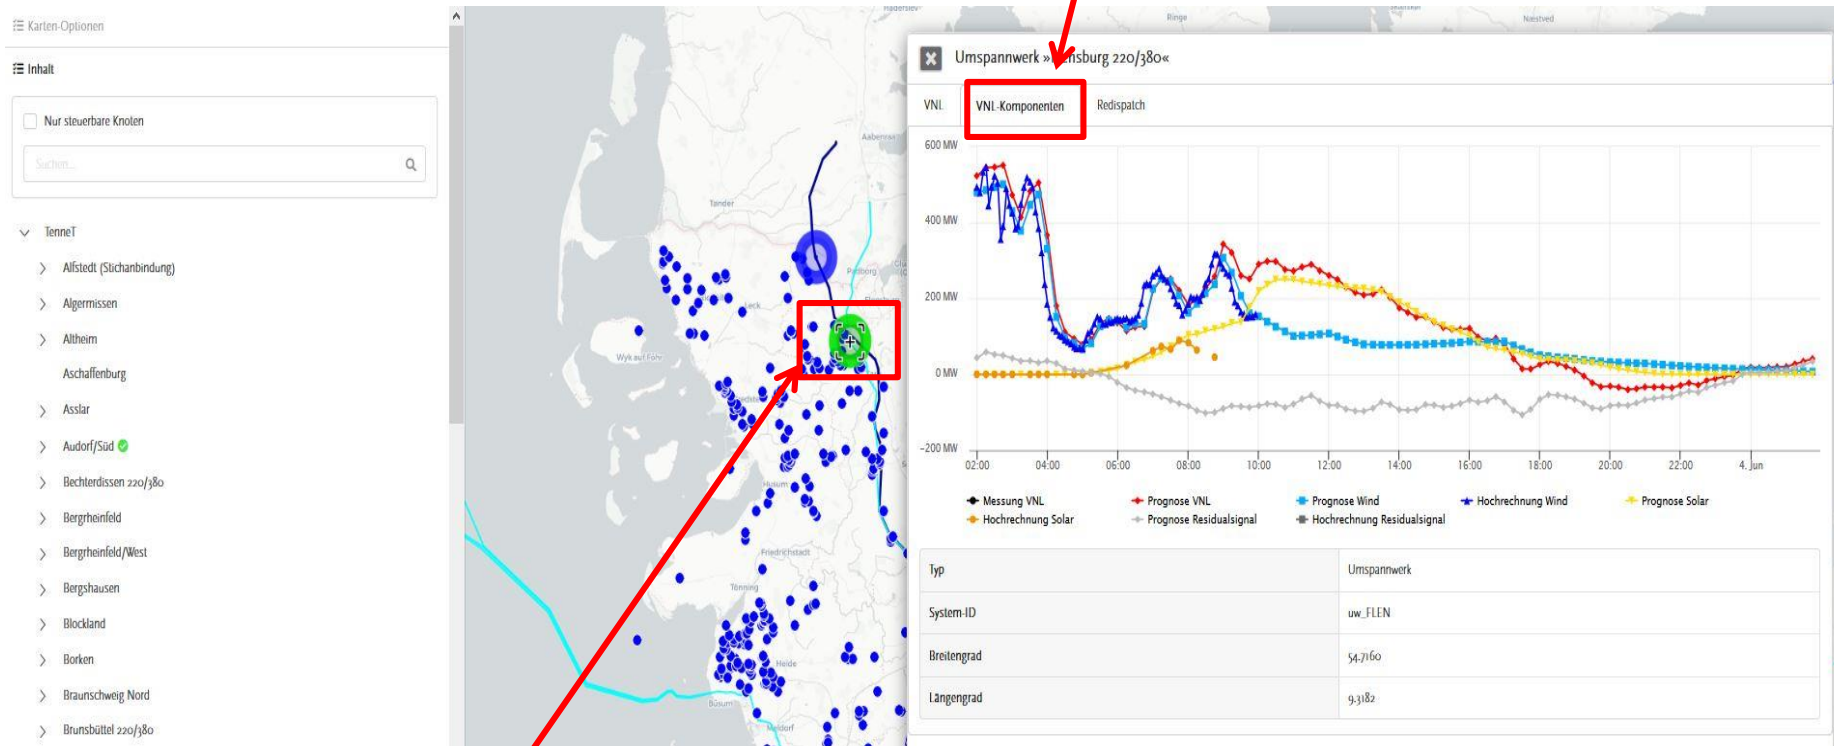 Karten-Optionen
Inhalt
Nur steuerbare Knoten
Suchen...
TenneT
Alfstedt (Stichanbindung)
Algermissen
Altheim
Aschaffenburg
Asslar
Audorf/Süd
Bechterdissen 220/380
Bergrheinfeld
Bergrheinfeld/West
Bergshausen
Blockland
Borken
Braunschweig Nord
Brunsbüttel 220/380
Ringe
Næstved
Aabenraa
Tønder
Leck
Wyk auf Föhr
Husum
Friedrichstadt
Tönning
Heide
Büsum
Meldorf
Umspannwerk
220/380«
VNL
VNL-Komponenten
Redispatch
600 MW
400 MW
200 MW
0 MW
-200 MW
02:00 04:00 06:00 08:00 10:00 12:00 14:00 16:00 18:00 20:00 22:00 4. Jun
Messung VNL Prognose VNL Prognose Wind Hochrechnung Wind Prognose Solar
Hochrechnung Solar Prognose Residualsignal Hochrechnung Residualsignal
Typ Umspannwerk
System-ID uw_FLEN
Breitengrad 54.7160
Längengrad 9.3182